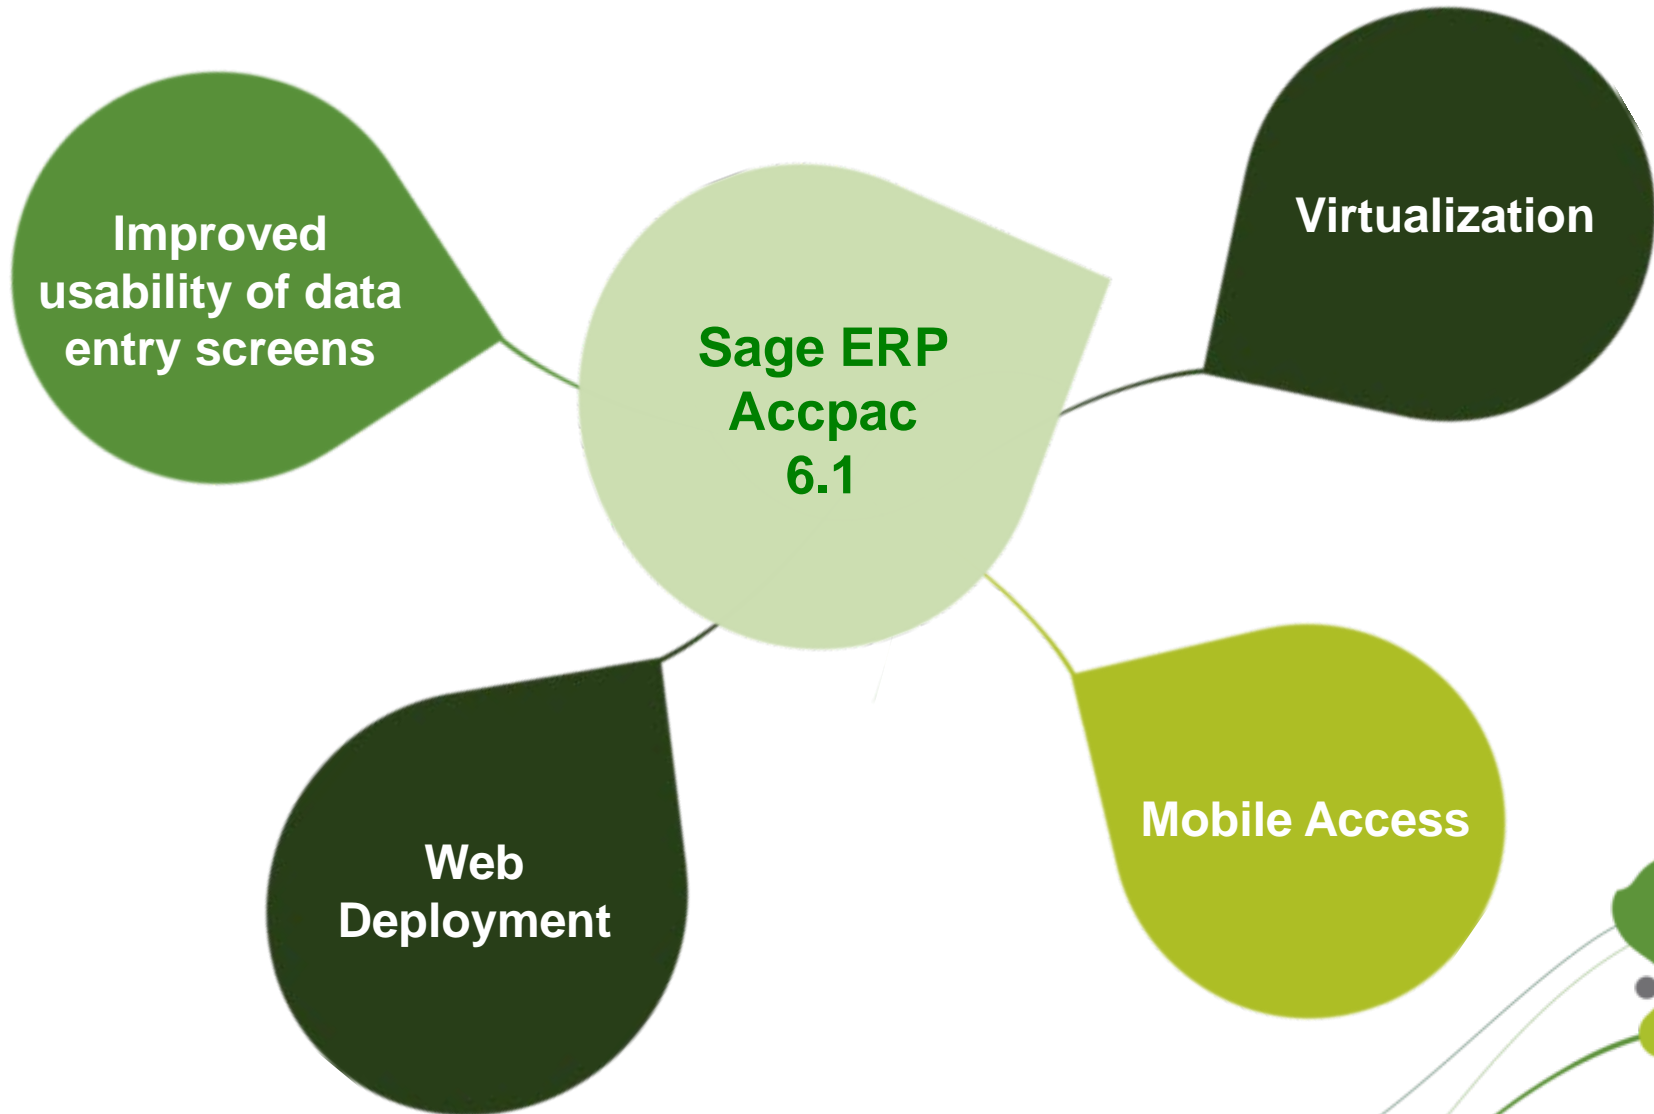 Improved
usability of data
entry screens
Sage ERP
Accpac
6.1
Virtualization
Web
Deployment
Mobile Access